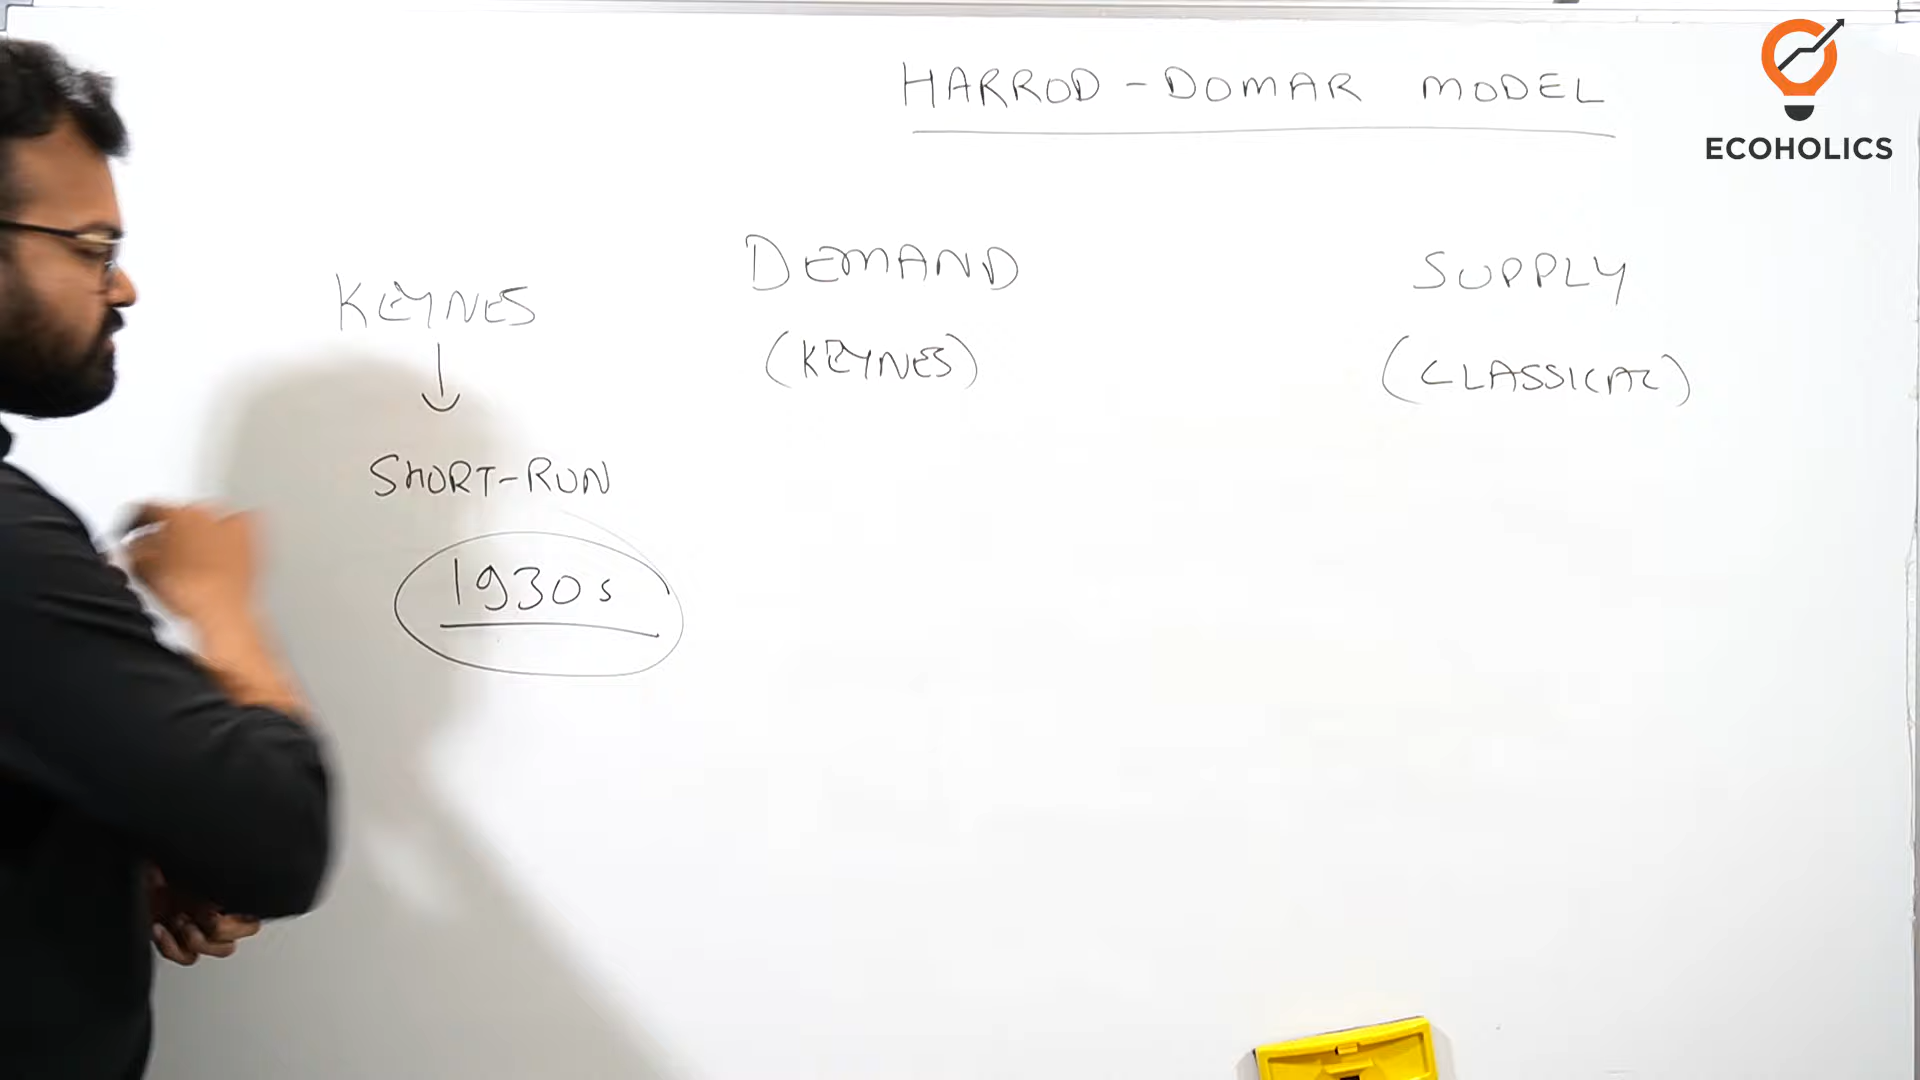 HARROD-DOMAR MODEL
ECOHOLICS
DEMAND
SUPPLY
KEYNES
(KEYNES)
(CLASSICAL)
SHORT-RUN
1930s